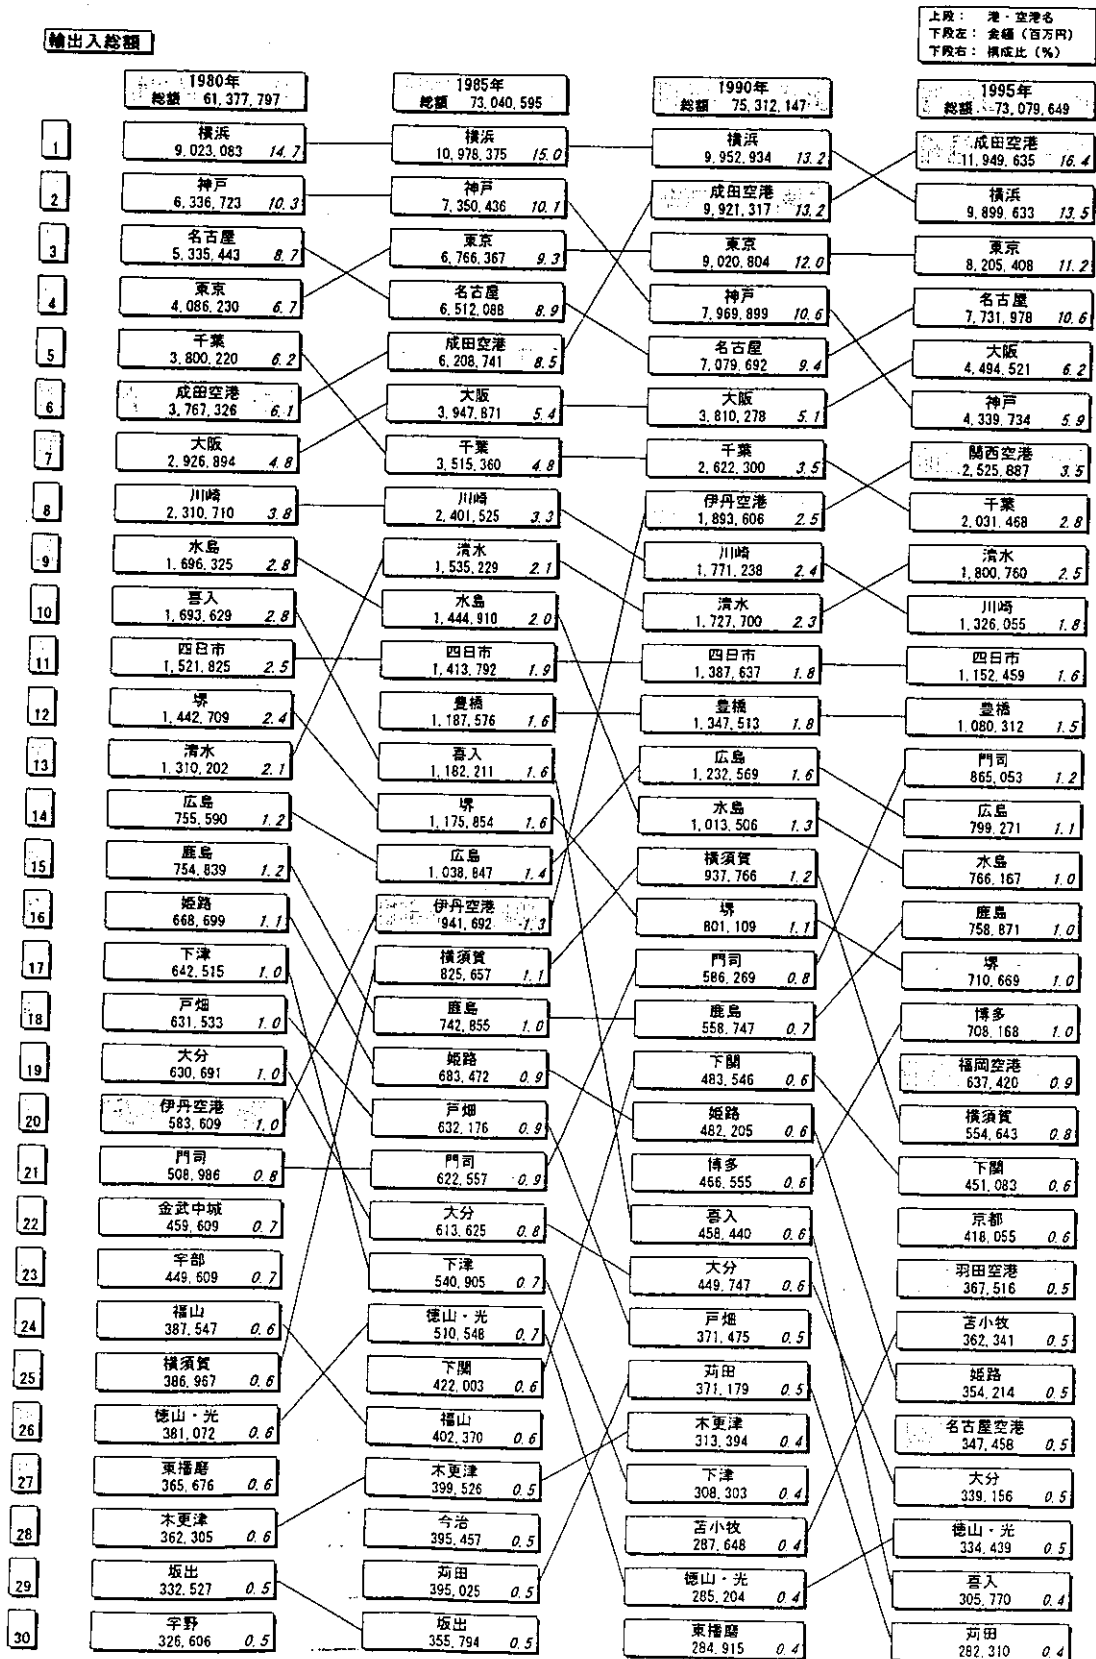 上段： 港・空港名
下段左： 金額（百万円）
下段右： 構成比（％）
輸出入総額
1980年
総額 61,377,797
1985年
総額 73,040,595
1990年
総額 75,312,147
1995年
総額 73,079,649
1
横浜
9,023,083 14.7
横浜
10,978,375 15.0
横浜
9,952,934 13.2
成田空港
11,949,635 16.4
2
神戸
6,336,723 10.3
神戸
7,350,436 10.1
成田空港
9,921,317 13.2
横浜
9,899,633 13.5
3
名古屋
5,335,443 8.7
東京
6,766,367 9.3
東京
9,020,804 12.0
東京
8,205,408 11.2
4
東京
4,086,230 6.7
名古屋
6,512,088 8.9
神戸
7,969,899 10.6
名古屋
7,731,978 10.6
5
千葉
3,800,220 6.2
成田空港
6,208,741 8.5
名古屋
7,079,692 9.4
大阪
4,494,521 6.2
6
成田空港
3,767,326 6.1
大阪
3,947,871 5.4
大阪
3,810,278 5.1
神戸
4,339,734 5.9
7
大阪
2,926,894 4.8
千葉
3,515,360 4.8
千葉
2,622,300 3.5
関西空港
2,525,887 3.5
8
川崎
2,310,710 3.8
川崎
2,401,525 3.3
伊丹空港
1,893,606 2.5
千葉
2,031,468 2.8
9
水島
1,696,325 2.8
清水
1,535,229 2.1
川崎
1,771,238 2.4
清水
1,800,760 2.5
10
喜入
1,693,629 2.8
水島
1,444,910 2.0
清水
1,727,700 2.3
川崎
1,326,055 1.8
11
四日市
1,521,825 2.5
四日市
1,413,792 1.9
四日市
1,387,637 1.8
四日市
1,152,459 1.6
12
堺
1,442,709 2.4
豊橋
1,187,576 1.6
豊橋
1,347,513 1.8
豊橋
1,080,312 1.5
13
清水
1,310,202 2.1
喜入
1,182,211 1.6
広島
1,232,569 1.6
門司
865,053 1.2
14
広島
755,590 1.2
堺
1,175,854 1.6
水島
1,013,506 1.3
広島
799,271 1.1
15
鹿島
754,839 1.2
広島
1,038,847 1.4
横須賀
937,766 1.2
水島
766,167 1.0
16
姫路
668,699 1.1
伊丹空港
941,692 1.3
堺
801,109 1.1
鹿島
758,871 1.0
17
下津
642,515 1.0
横須賀
825,657 1.1
門司
586,269 0.8
堺
710,669 1.0
18
戸畑
631,533 1.0
鹿島
742,855 1.0
鹿島
558,747 0.7
博多
708,168 1.0
19
大分
630,691 1.0
姫路
683,472 0.9
下関
483,546 0.6
福岡空港
637,420 0.9
20
伊丹空港
583,609 1.0
戸畑
632,176 0.9
姫路
482,205 0.6
横須賀
554,643 0.8
21
門司
508,986 0.8
門司
622,557 0.9
博多
466,555 0.6
下関
451,083 0.6
22
金武中城
459,609 0.7
大分
613,625 0.8
喜入
458,440 0.6
京都
418,055 0.6
23
宇部
449,609 0.7
下津
540,905 0.7
大分
449,747 0.6
羽田空港
367,516 0.5
24
福山
387,547 0.6
徳山・光
510,548 0.7
戸畑
371,475 0.5
苫小牧
362,341 0.5
25
横須賀
386,967 0.6
下関
422,003 0.6
苅田
371,179 0.5
姫路
354,214 0.5
26
徳山・光
381,072 0.6
福山
402,370 0.6
木更津
313,394 0.4
名古屋空港
347,458 0.5
27
東播磨
365,676 0.6
木更津
399,526 0.5
下津
308,303 0.4
大分
339,156 0.5
28
木更津
362,305 0.6
今治
395,457 0.5
苫小牧
287,648 0.4
徳山・光
334,439 0.5
29
坂出
332,527 0.5
苅田
395,025 0.5
徳山・光
285,204 0.4
喜入
305,770 0.4
30
宇野
326,606 0.5
坂出
355,794 0.5
東播磨
284,915 0.4
苅田
282,310 0.4